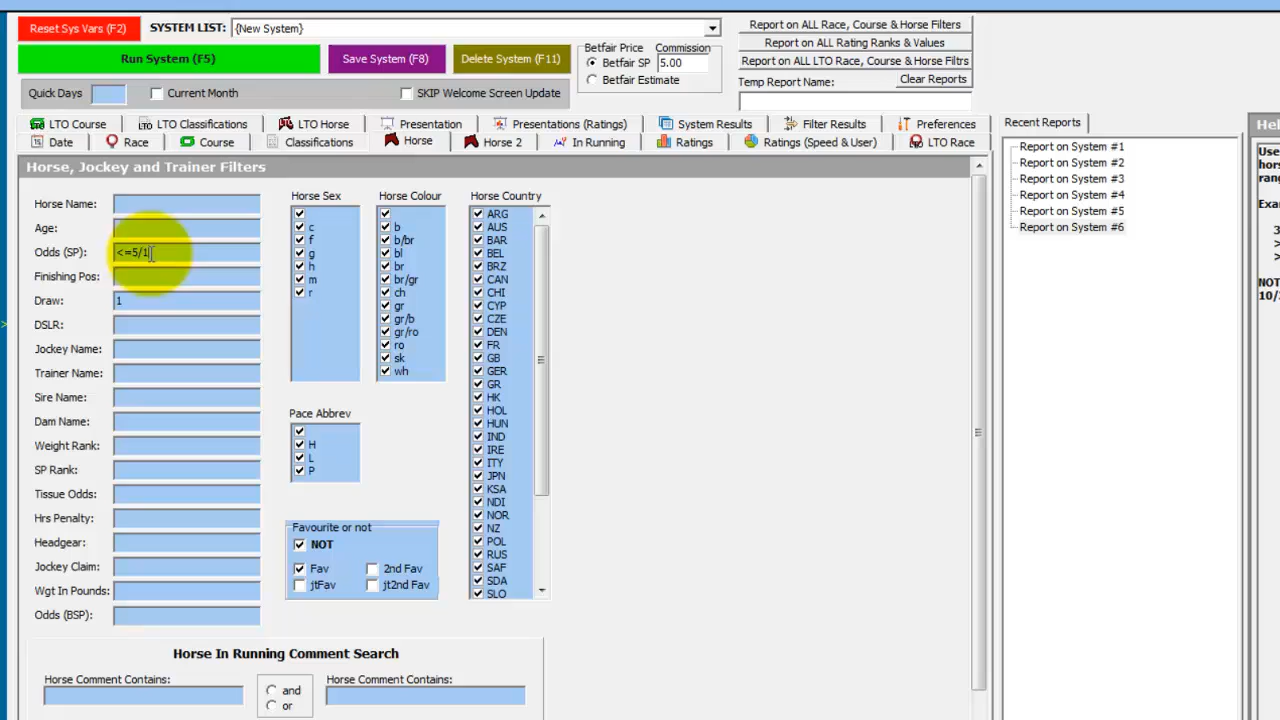 Reset Sys Vars (F2)
SYSTEM LIST:
{New System}
Run System (F5)
Save System (F8)
Delete System (F11)
Betfair Price
Commission
Betfair SP
5.00
Betfair Estimate
Report on ALL Race, Course & Horse Filters
Report on ALL Rating Ranks & Values
Report on ALL LTO Race, Course & Horse Filtrs
Temp Report Name:
Clear Reports
Quick Days
Current Month
SKIP Welcome Screen Update
LTO Course
LTO Classifications
LTO Horse
Presentation
Presentations (Ratings)
System Results
Filter Results
Preferences
Date
Race
Course
Classifications
Horse
Horse 2
In Running
Ratings
Ratings (Speed & User)
LTO Race
Horse, Jockey and Trainer Filters
Horse Name:
Age:
Odds (SP):
<=5/1
Finishing Pos:
Draw:
1
DSLR:
Jockey Name:
Trainer Name:
Sire Name:
Dam Name:
Weight Rank:
SP Rank:
Tissue Odds:
Hrs Penalty:
Headgear:
Jockey Claim:
Wgt In Pounds:
Odds (BSP):
Horse Sex
c
f
g
h
m
r
Horse Colour
b
b/br
bl
br
br/gr
ch
gr
gr/b
gr/ro
ro
sk
wh
Horse Country
ARG
AUS
BAR
BEL
BRZ
CAN
CHI
CYP
CZE
DEN
FR
GB
GER
GR
HK
HOL
HUN
IND
IRE
ITY
JPN
KSA
NDI
NOR
NZ
POL
RUS
SAF
SDA
SLO
Pace Abbrev
H
L
P
Favourite or not
NOT
Fav
2nd Fav
jtFav
jt2nd Fav
Horse In Running Comment Search
Horse Comment Contains:
and
or
Horse Comment Contains:
Recent Reports
Report on System #1
Report on System #2
Report on System #3
Report on System #4
Report on System #5
Report on System #6
Hel
Use
hors
rang
Exa
3
>
>
NOT